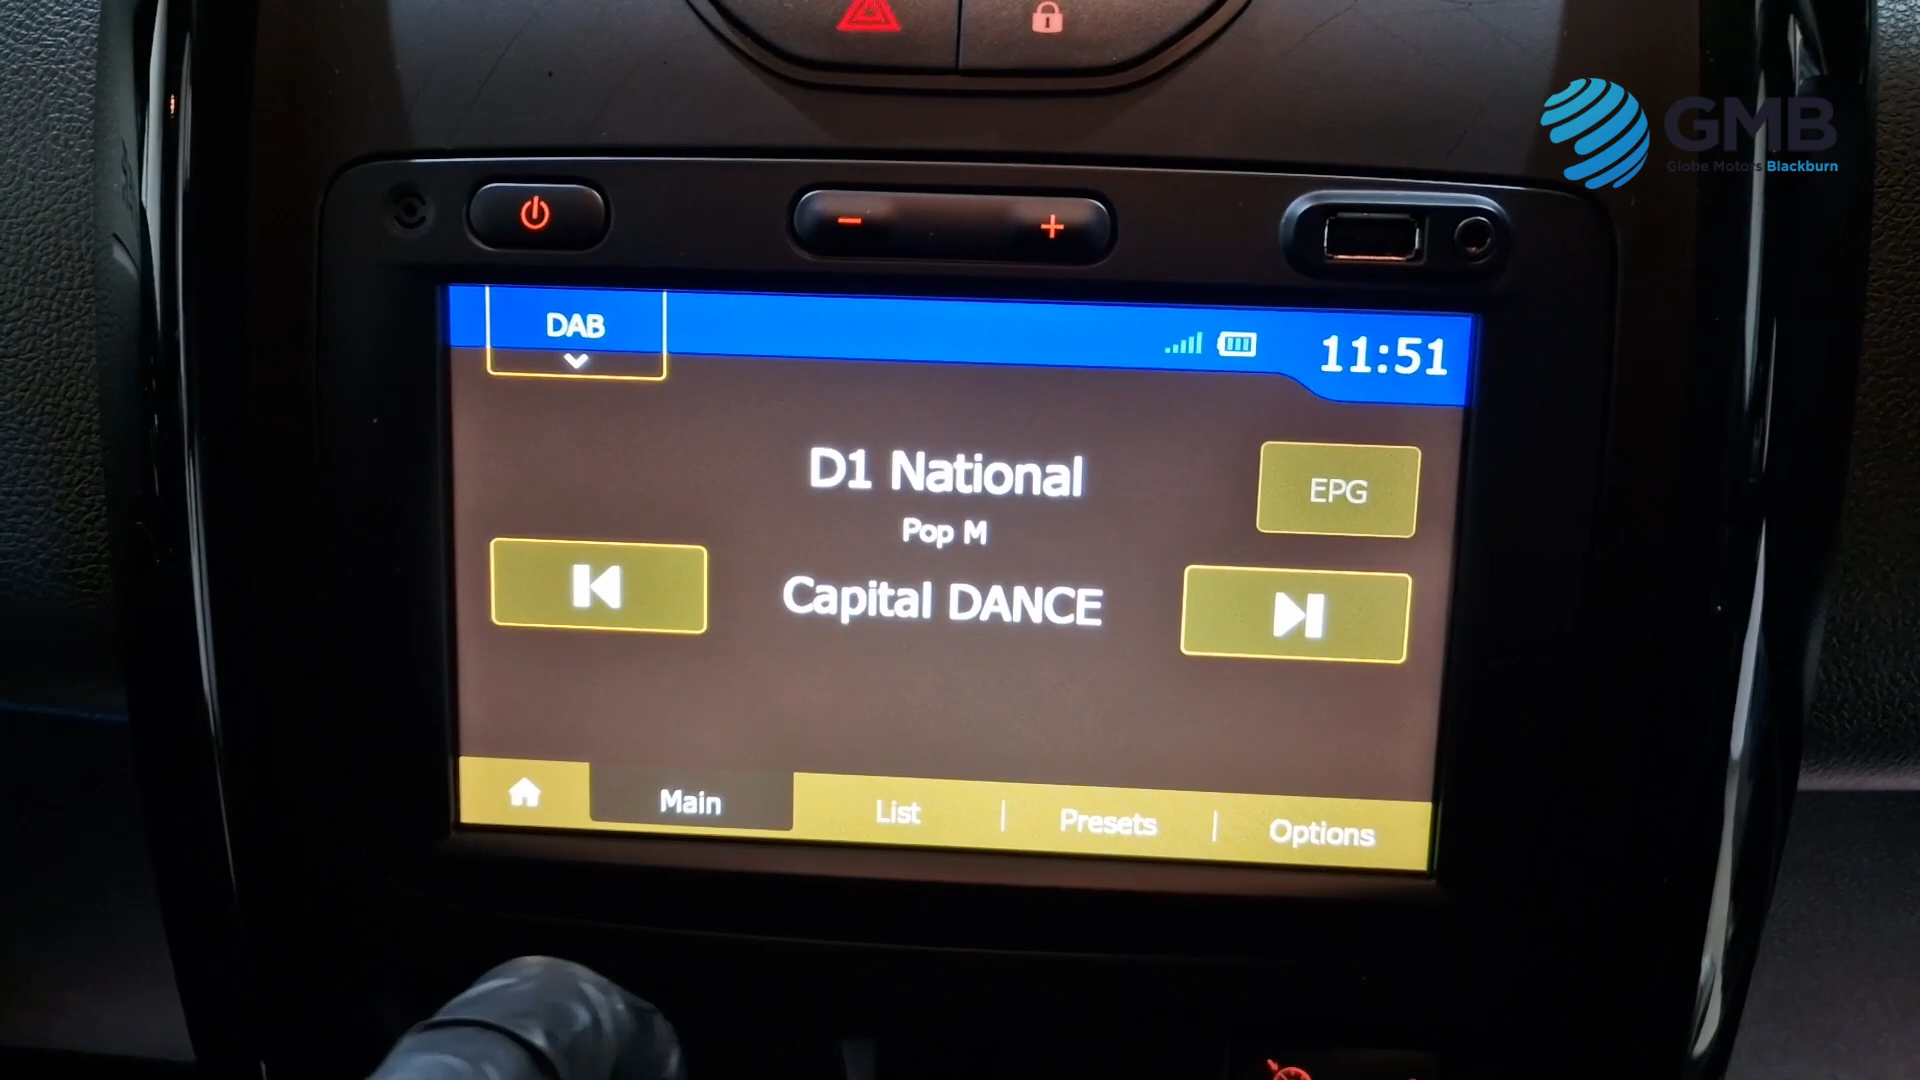 GMB
Globe Motors Blackburn
DAB
11:51
D1 National
EPG
Pop M
Capital DANCE
Main
List
Presets
Options